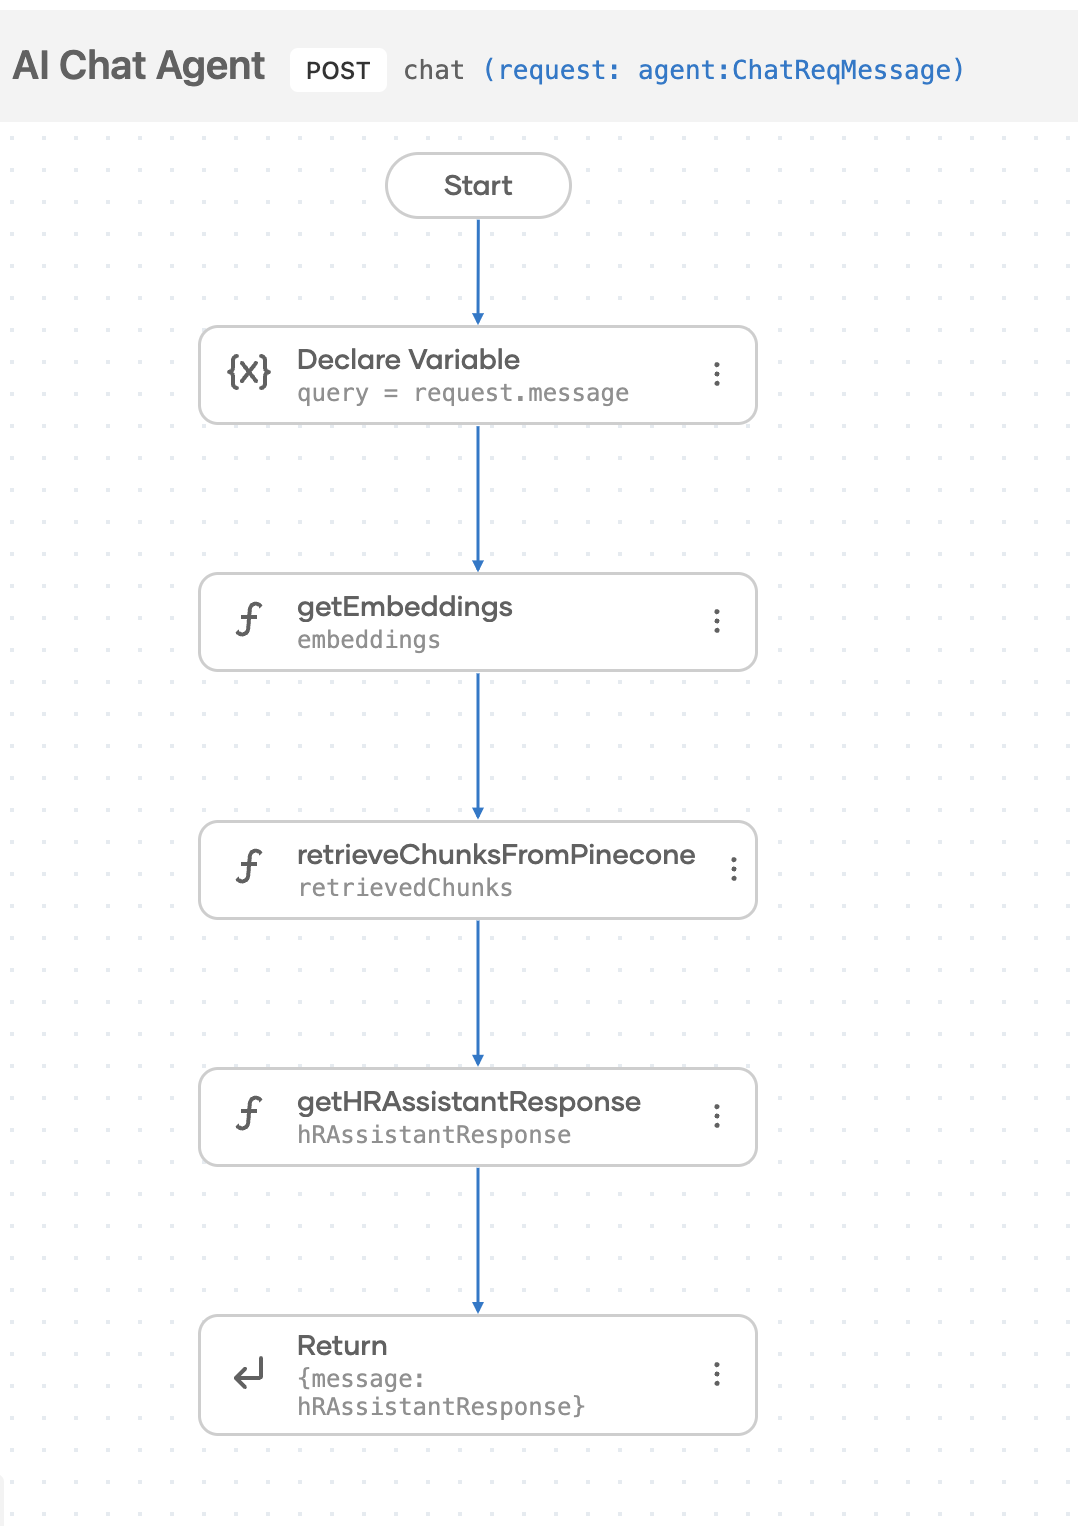 AI Chat Agent POST chat (request: agent:ChatReqMessage)
Start
{x} Declare Variable
query = request.message
getEmbeddings
embeddings
retrieveChunksFromPinecone
retrievedChunks
getHRAssistantResponse
hRAssistantResponse
Return
{message:
hRAssistantResponse}